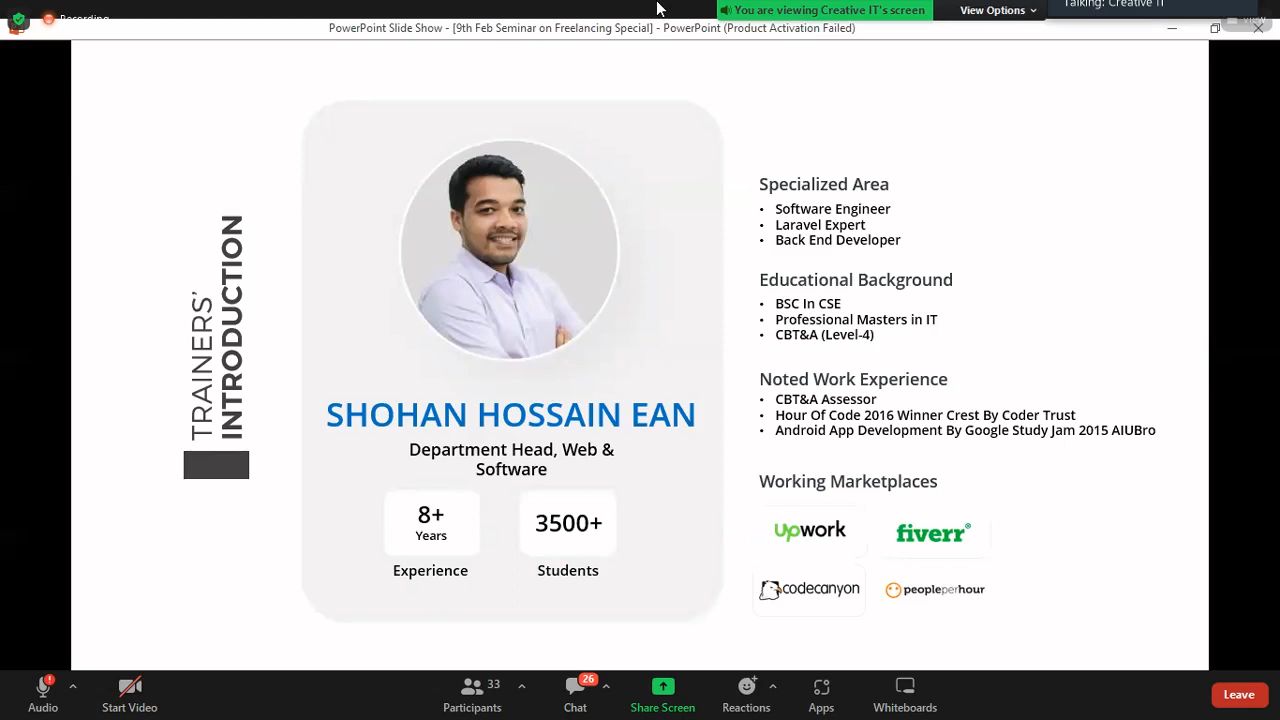 Recording
You are viewing Creative IT's screen
View Options
Talking: Creative IT
View
PowerPoint Slide Show - [9th Feb Seminar on Freelancing Special] - PowerPoint (Product Activation Failed)
TRAINERS'
INTRODUCTION
SHOHAN HOSSAIN EAN
Department Head, Web &
Software
8+
Years
Experience
3500+
Students
Specialized Area
• Software Engineer
• Laravel Expert
• Back End Developer
Educational Background
• BSC In CSE
• Professional Masters in IT
• CBT&A (Level-4)
Noted Work Experience
• CBT&A Assessor
• Hour Of Code 2016 Winner Crest By Coder Trust
• Android App Development By Google Study Jam 2015 AIUBro
Working Marketplaces
upwork
fiverr®
codecanyon
peopleperhour
Audio
Start Video
33
Participants
26
Chat
Share Screen
Reactions
Apps
Whiteboards
Leave